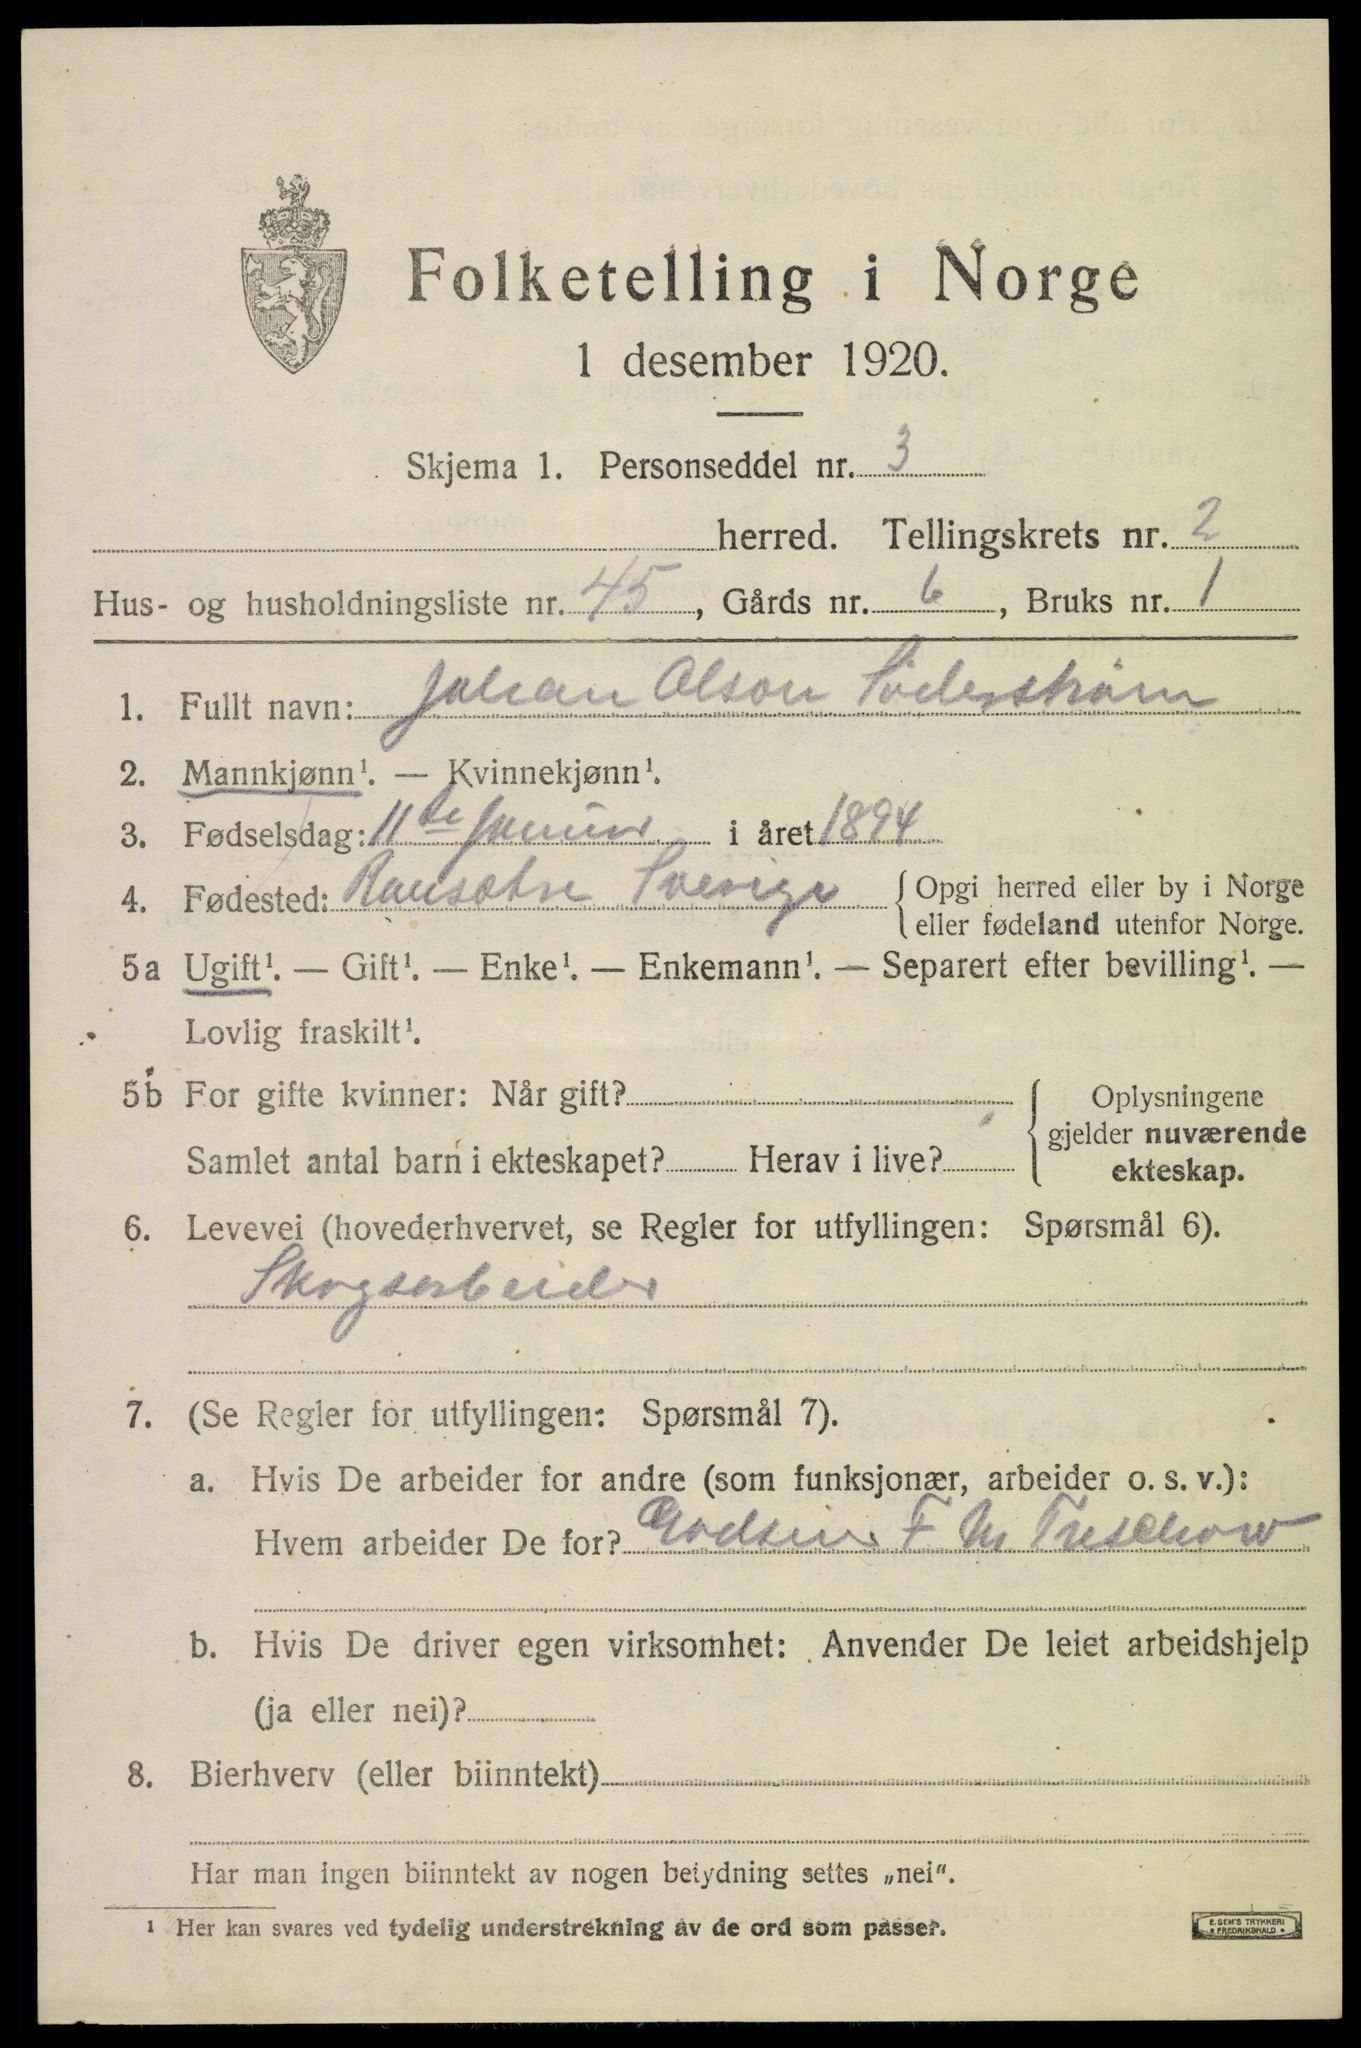 Folketelling i Norge
1 desember 1920.
Skjema 1. Personseddel nr. 3
herred. Tellingskrets nr. 2
Hus- og husholdningsliste nr. 45, Gårds nr. 6, Bruks nr. 1
1. Fullt navn: Johan Olson Söderström
2. Mannkjønn¹. — Kvinnekjønn¹.
3. Fødselsdag: 11te i året 1894
4. Fødested: Ransätre Sverige { Opgi herred eller by i Norge
eller fødeland utenfor Norge.
5a Ugift¹. — Gift¹. — Enke¹. — Enkemann¹. — Separert efter bevilling¹. —
Lovlig fraskilt¹.
5b For gifte kvinner: Når gift? { Oplysningene
gjelder nuværende
Samlet antal barn i ekteskapet? Herav i live? ekteskap.
6. Levevei (hovederhvervet, se Regler for utfyllingen: Spørsmål 6).
Skogsarbeider
7. (Se Regler for utfyllingen: Spørsmål 7).
a. Hvis De arbeider for andre (som funksjonær, arbeider o. s. v.):
Hvem arbeider De for? Godseier F M Treschow
b. Hvis De driver egen virksomhet: Anvender De leiet arbeidshjelp
(ja eller nei)?
8. Bierhverv (eller biinntekt)
Har man ingen biinntekt av nogen betydning settes „nei“.
¹ Her kan svares ved tydelig understrekning av de ord som passer.
E. SEM'S TRYKKERI
FREDRIKSHALD